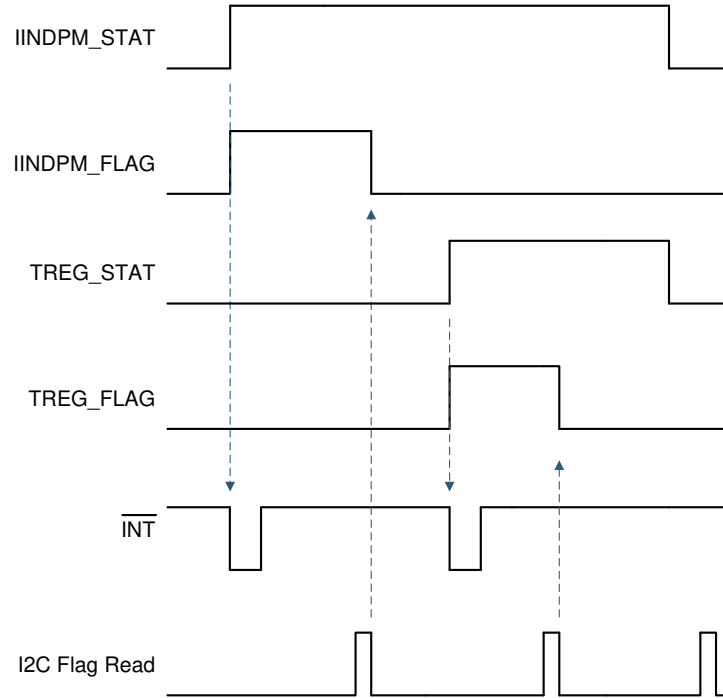 IINDPM_STAT
IINDPM_FLAG
TREG_STAT
TREG_FLAG
INT
I2C Flag Read